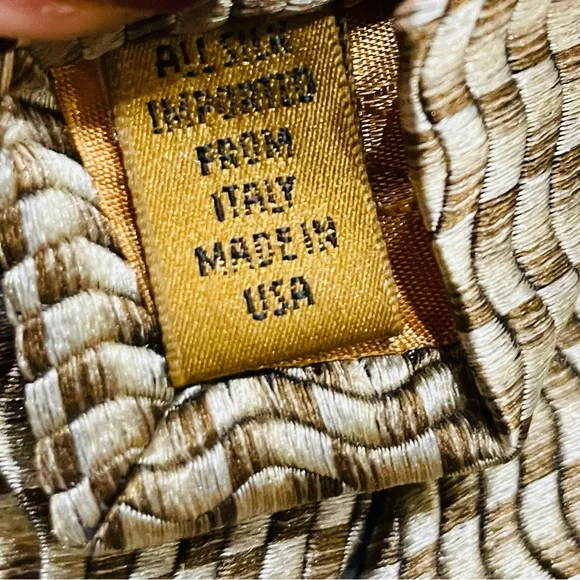 ALL SILK
IMPORTED
FROM
ITALY
MADE IN
USA